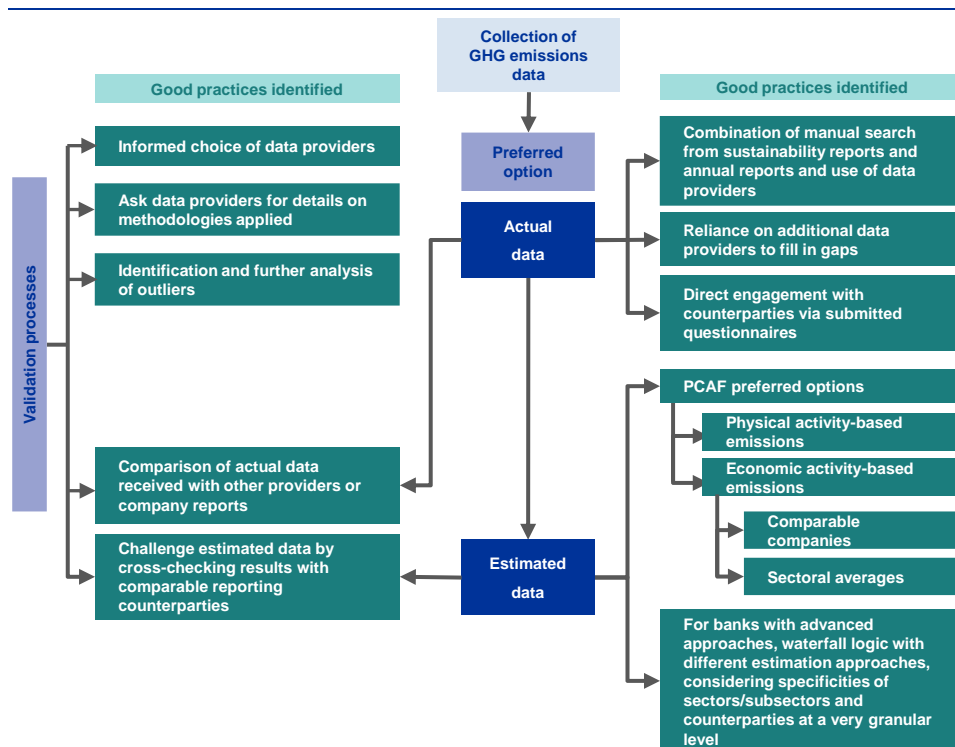 Collection of
GHG emissions
data
Good practices identified
Good practices identified
Preferred
option
Validation processes
Informed choice of data providers
Ask data providers for details on
methodologies applied
Identification and further analysis
of outliers
Comparison of actual data
received with other providers or
company reports
Challenge estimated data by
cross-checking results with
comparable reporting
counterparties
Actual
data
Estimated
data
Combination of manual search
from sustainability reports and
annual reports and use of data
providers
Reliance on additional data
providers to fill in gaps
Direct engagement with
counterparties via submitted
questionnaires
PCAF preferred options
Physical activity-based
emissions
Economic activity-based
emissions
Comparable
companies
Sectoral averages
For banks with advanced
approaches, waterfall logic with
different estimation approaches,
considering specificities of
sectors/subsectors and
counterparties at a very granular
level